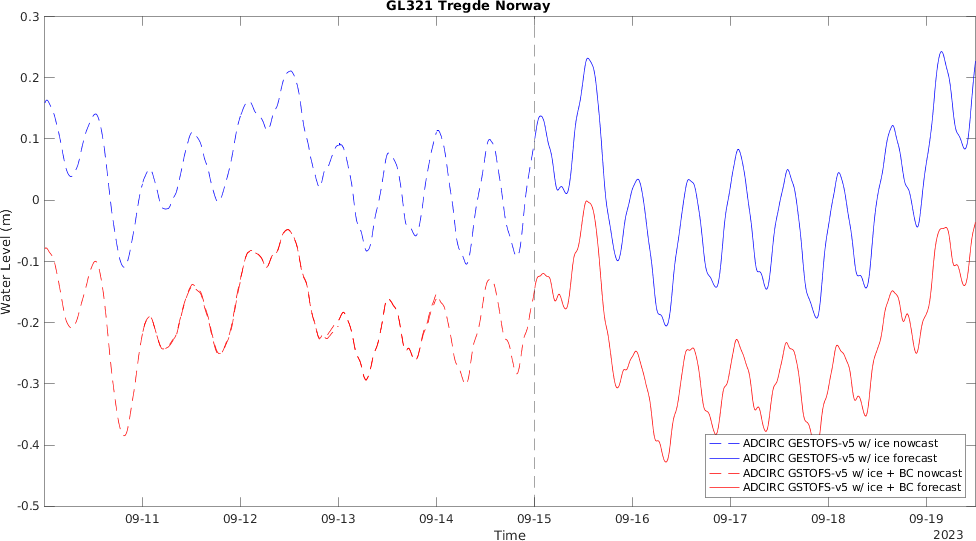 GL321 Tregde Norway
0.3
0.2
0.1
0
-0.1
-0.2
-0.3
-0.4
-0.5
Water Level (m)
09-11 09-12 09-13 09-14 09-15 09-16 09-17 09-18 09-19
Time
2023
ADCIRC GESTOFS-v5 w/ ice nowcast
ADCIRC GESTOFS-v5 w/ ice forecast
ADCIRC GSTOFS-v5 w/ ice + BC nowcast
ADCIRC GSTOFS-v5 w/ ice + BC forecast